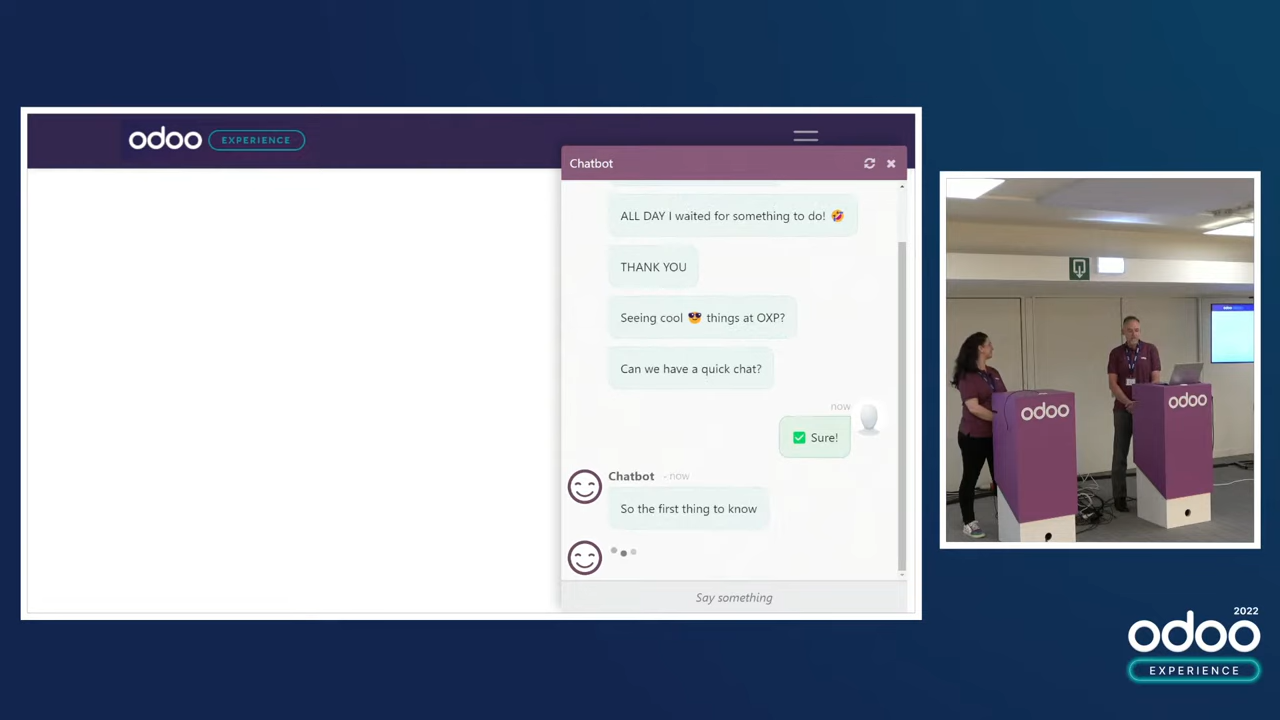 odoo EXPERIENCE
Chatbot
ALL DAY I waited for something to do! 🤣
THANK YOU
Seeing cool 😎 things at OXP?
Can we have a quick chat?
now
✅ Sure!
Chatbot - now
So the first thing to know
Say something
odoo
odoo
2022
odoo
EXPERIENCE